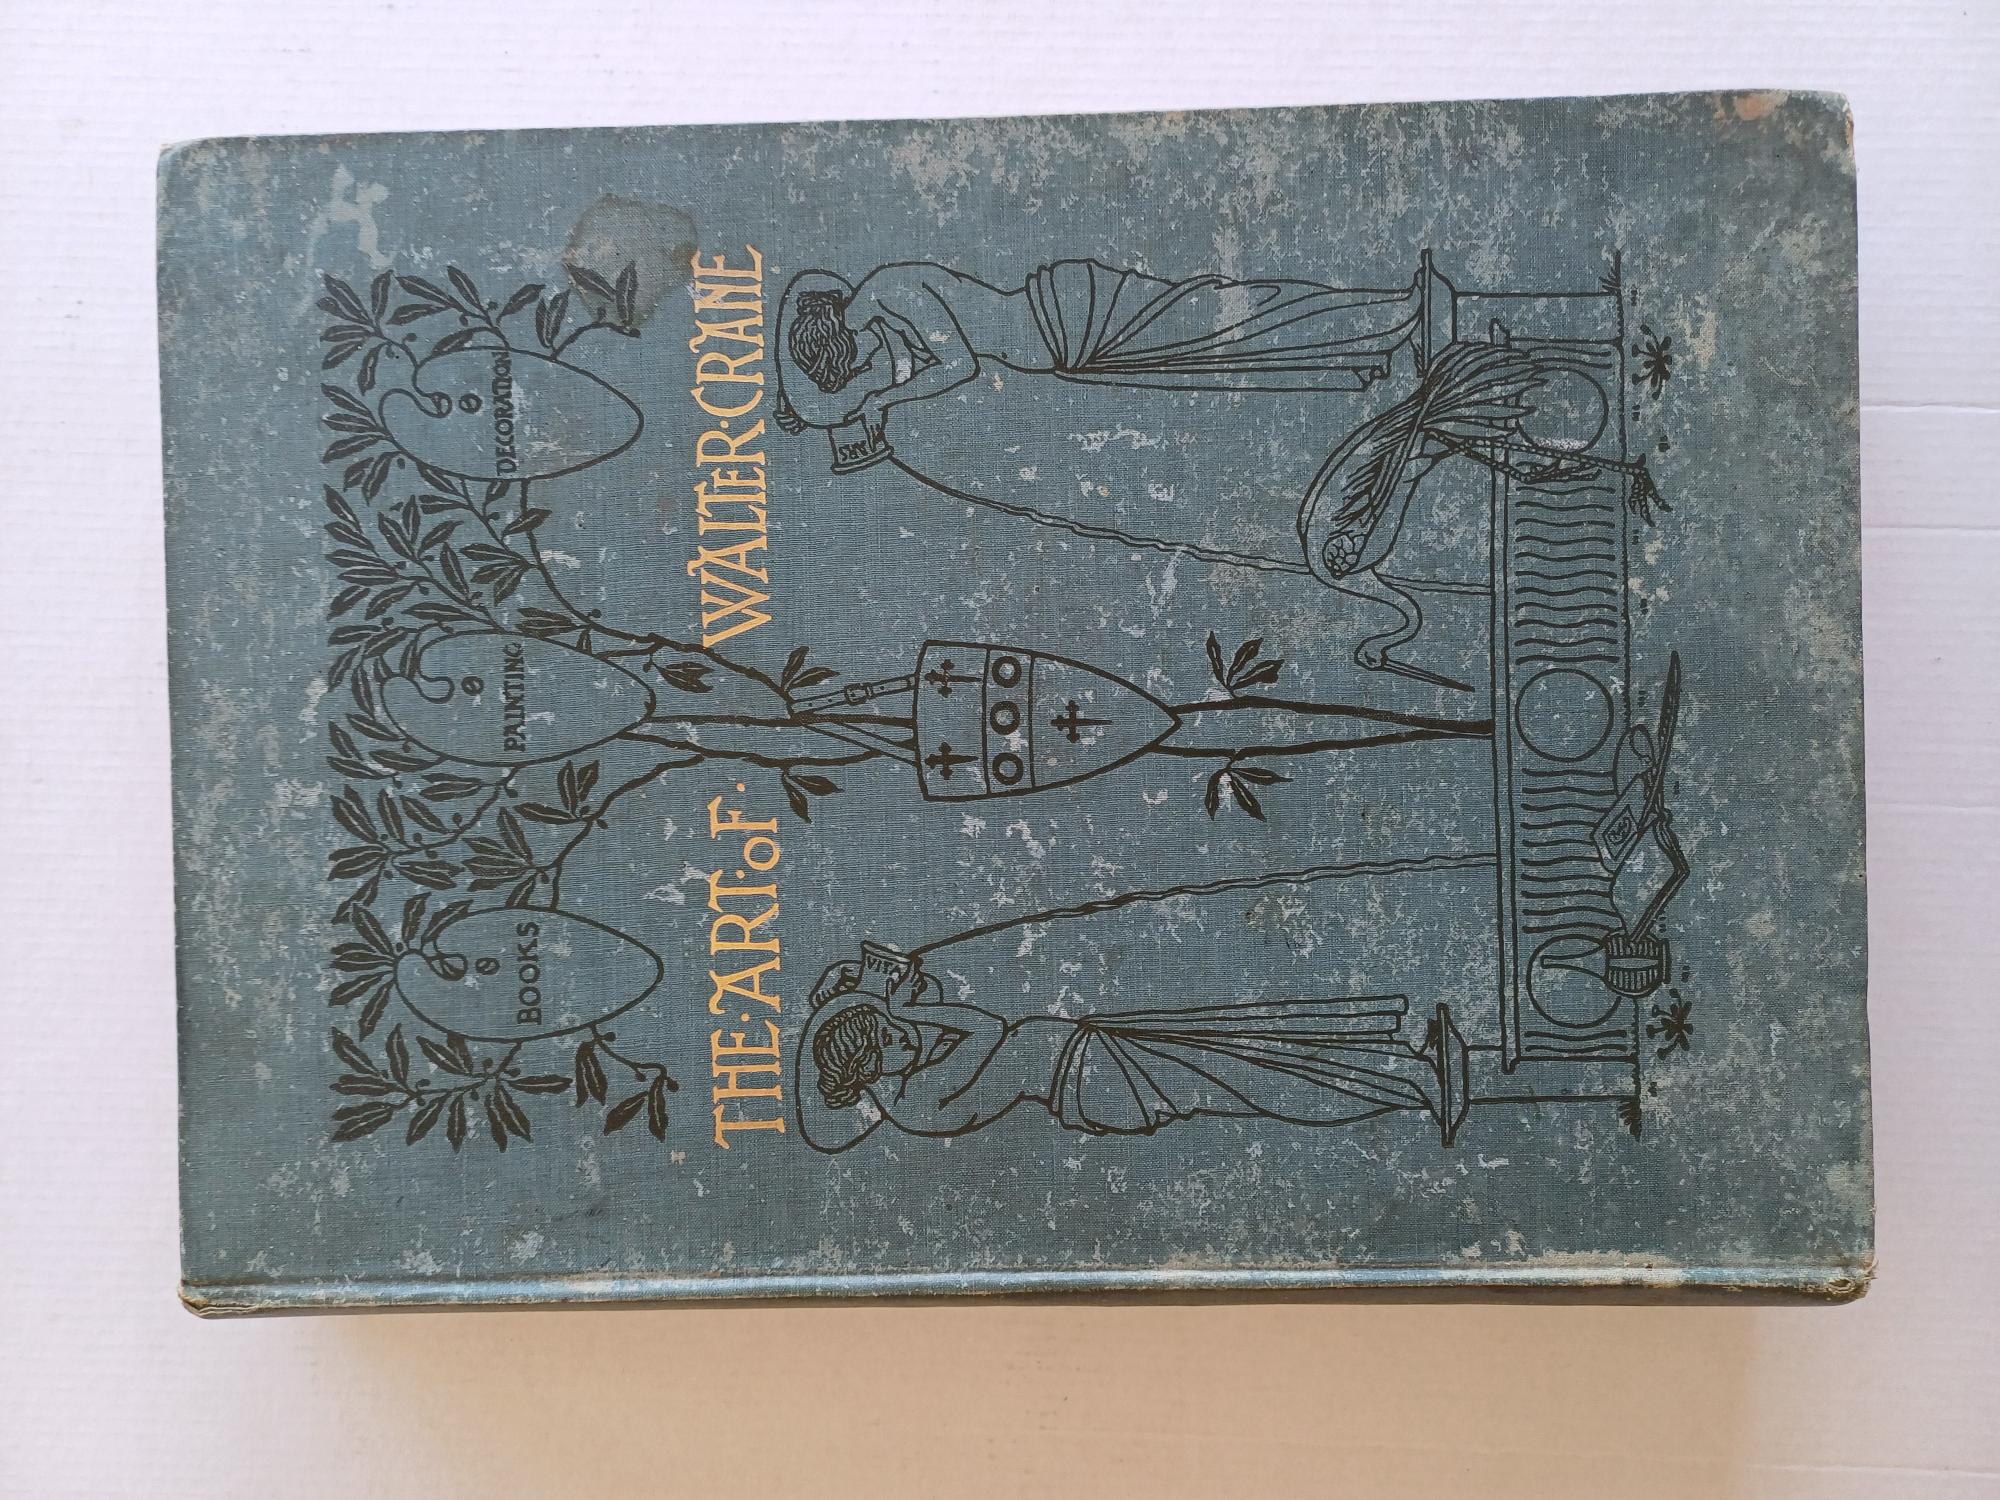 BOOKS
PAINTING
DECORATION
THE·ART·OF· WALTER·CRANE
VITA
ARS